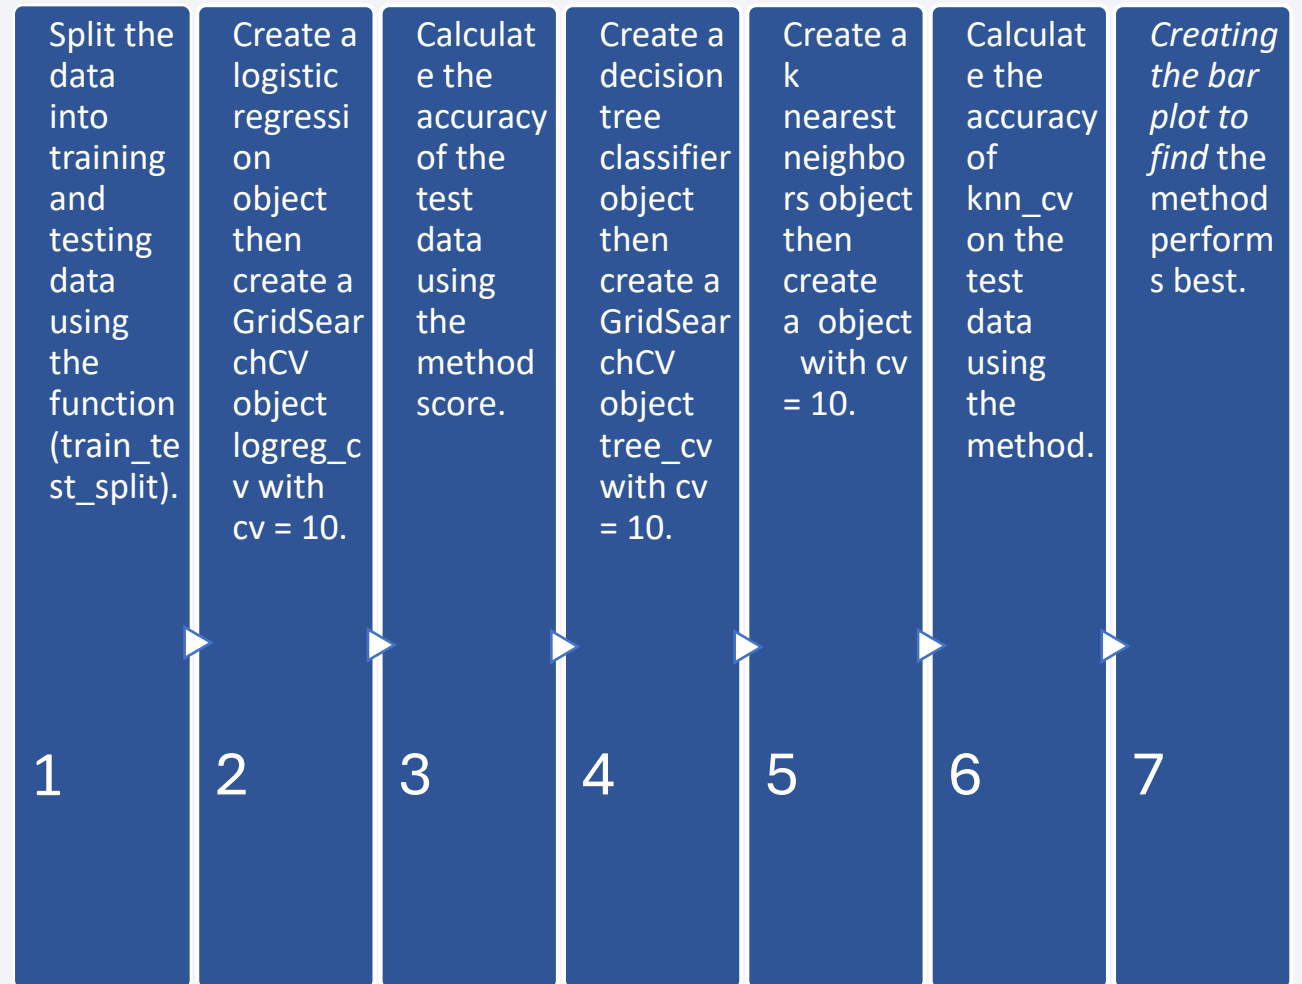 Split the
data
into
training
and
testing
data
using
the
function
(train_te
st_split).
1
Create a
logistic
regressi
on
object
then
create a
GridSear
chCV
object
logreg_c
v with
cv = 10.
2
Calculat
e the
accuracy
of the
test
data
using
the
method
score.
3
Create a
decision
tree
classifier
object
then
create a
GridSear
chCV
object
tree_cv
with cv
= 10.
4
Create a
k
nearest
neighbo
rs object
then
create
a  object
with cv
= 10.
5
Calculat
e the
accuracy
of
knn_cv
on the
test
data
using
the
method.
6
Creating
the bar
plot to
find the
method
perform
s best.
7